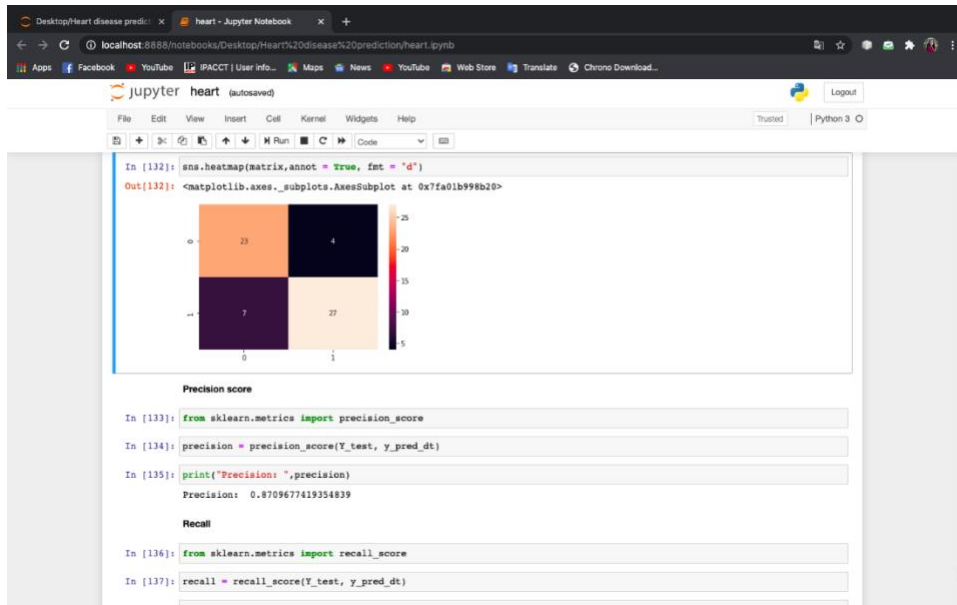 Desktop/Heart disease predict heart - Jupyter Notebook
localhost:8888/notebooks/Desktop/Heart%20disease%20prediction/heart.ipynb
Apps Facebook YouTube IPACCT | User info... Maps News YouTube Web Store Translate Chrono Download...
jupyter heart (autosaved) Logout
File Edit View Insert Cell Kernel Widgets Help Trusted Python 3
Run Code
In [132]: sns.heatmap(matrix,annot = True, fmt = "d")
Out[132]: <matplotlib.axes._subplots.AxesSubplot at 0x7fa01b998b20>
25
0 23 4
20
15
1 7 27 10
5
0 1
Precision score
In [133]: from sklearn.metrics import precision_score
In [134]: precision = precision_score(Y_test, y_pred_dt)
In [135]: print("Precision: ",precision)
Precision: 0.8709677419354839
Recall
In [136]: from sklearn.metrics import recall_score
In [137]: recall = recall_score(Y_test, y_pred_dt)